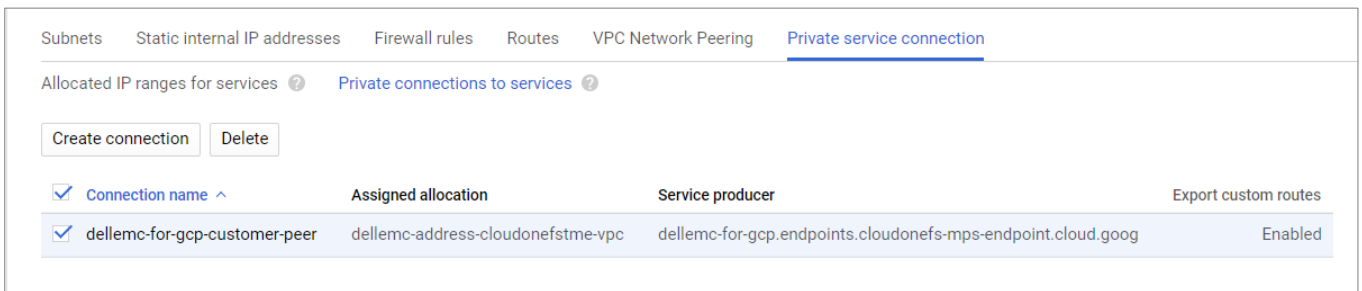 Subnets Static internal IP addresses Firewall rules Routes VPC Network Peering Private service connection
Allocated IP ranges for services ? Private connections to services ?
Create connection Delete
Connection name Assigned allocation Service producer Export custom routes
dellemc-for-gcp-customer-peer dellemc-address-cloudonefstme-vpc dellemc-for-gcp.endpoints.cloudonefs-mps-endpoint.cloud.goog Enabled